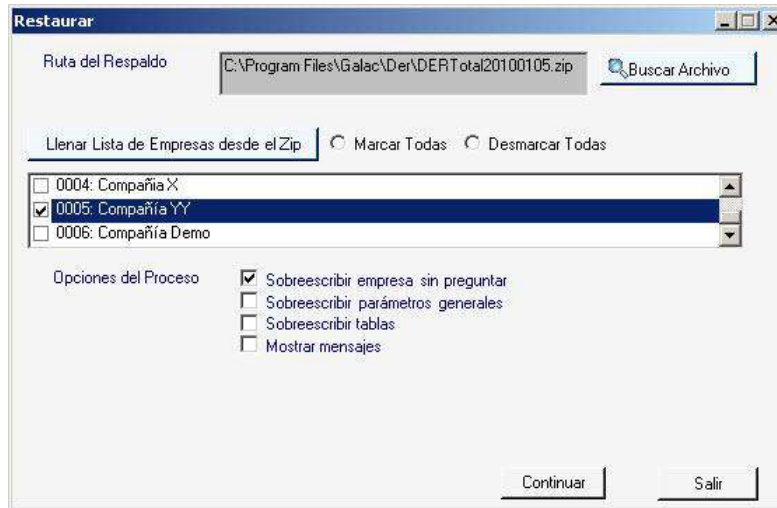 Restaurar
Ruta del Respaldo
C:\Program Files\Galac\Der\DERTotal20100105.zip
Buscar Archivo
Llenar Lista de Empresas desde el Zip
Marcar Todas
Desmarcar Todas
0004: Compañia X
0005: Compañía YY
0006: Compañía Demo
Opciones del Proceso
Sobreescribir empresa sin preguntar
Sobreescribir parámetros generales
Sobreescribir tablas
Mostrar mensajes
Continuar
Salir